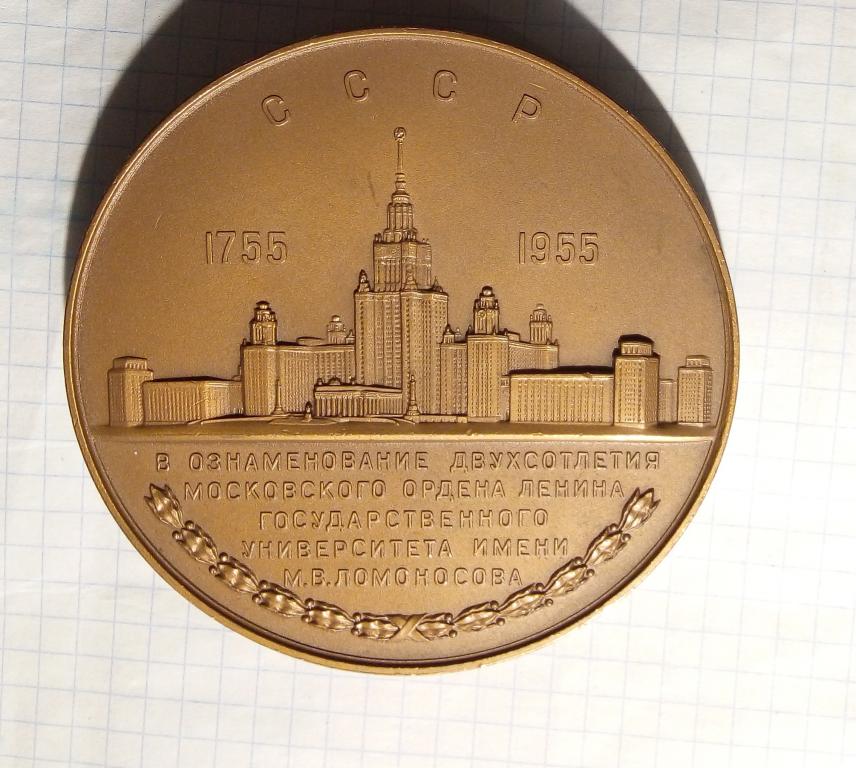 СССР
1755 1955
В ОЗНАМЕНОВАНИЕ ДВУХСОТЛЕТИЯ
МОСКОВСКОГО ОРДЕНА ЛЕНИНА
ГОСУДАРСТВЕННОГО
УНИВЕРСИТЕТА ИМЕНИ
М.В.ЛОМОНОСОВА